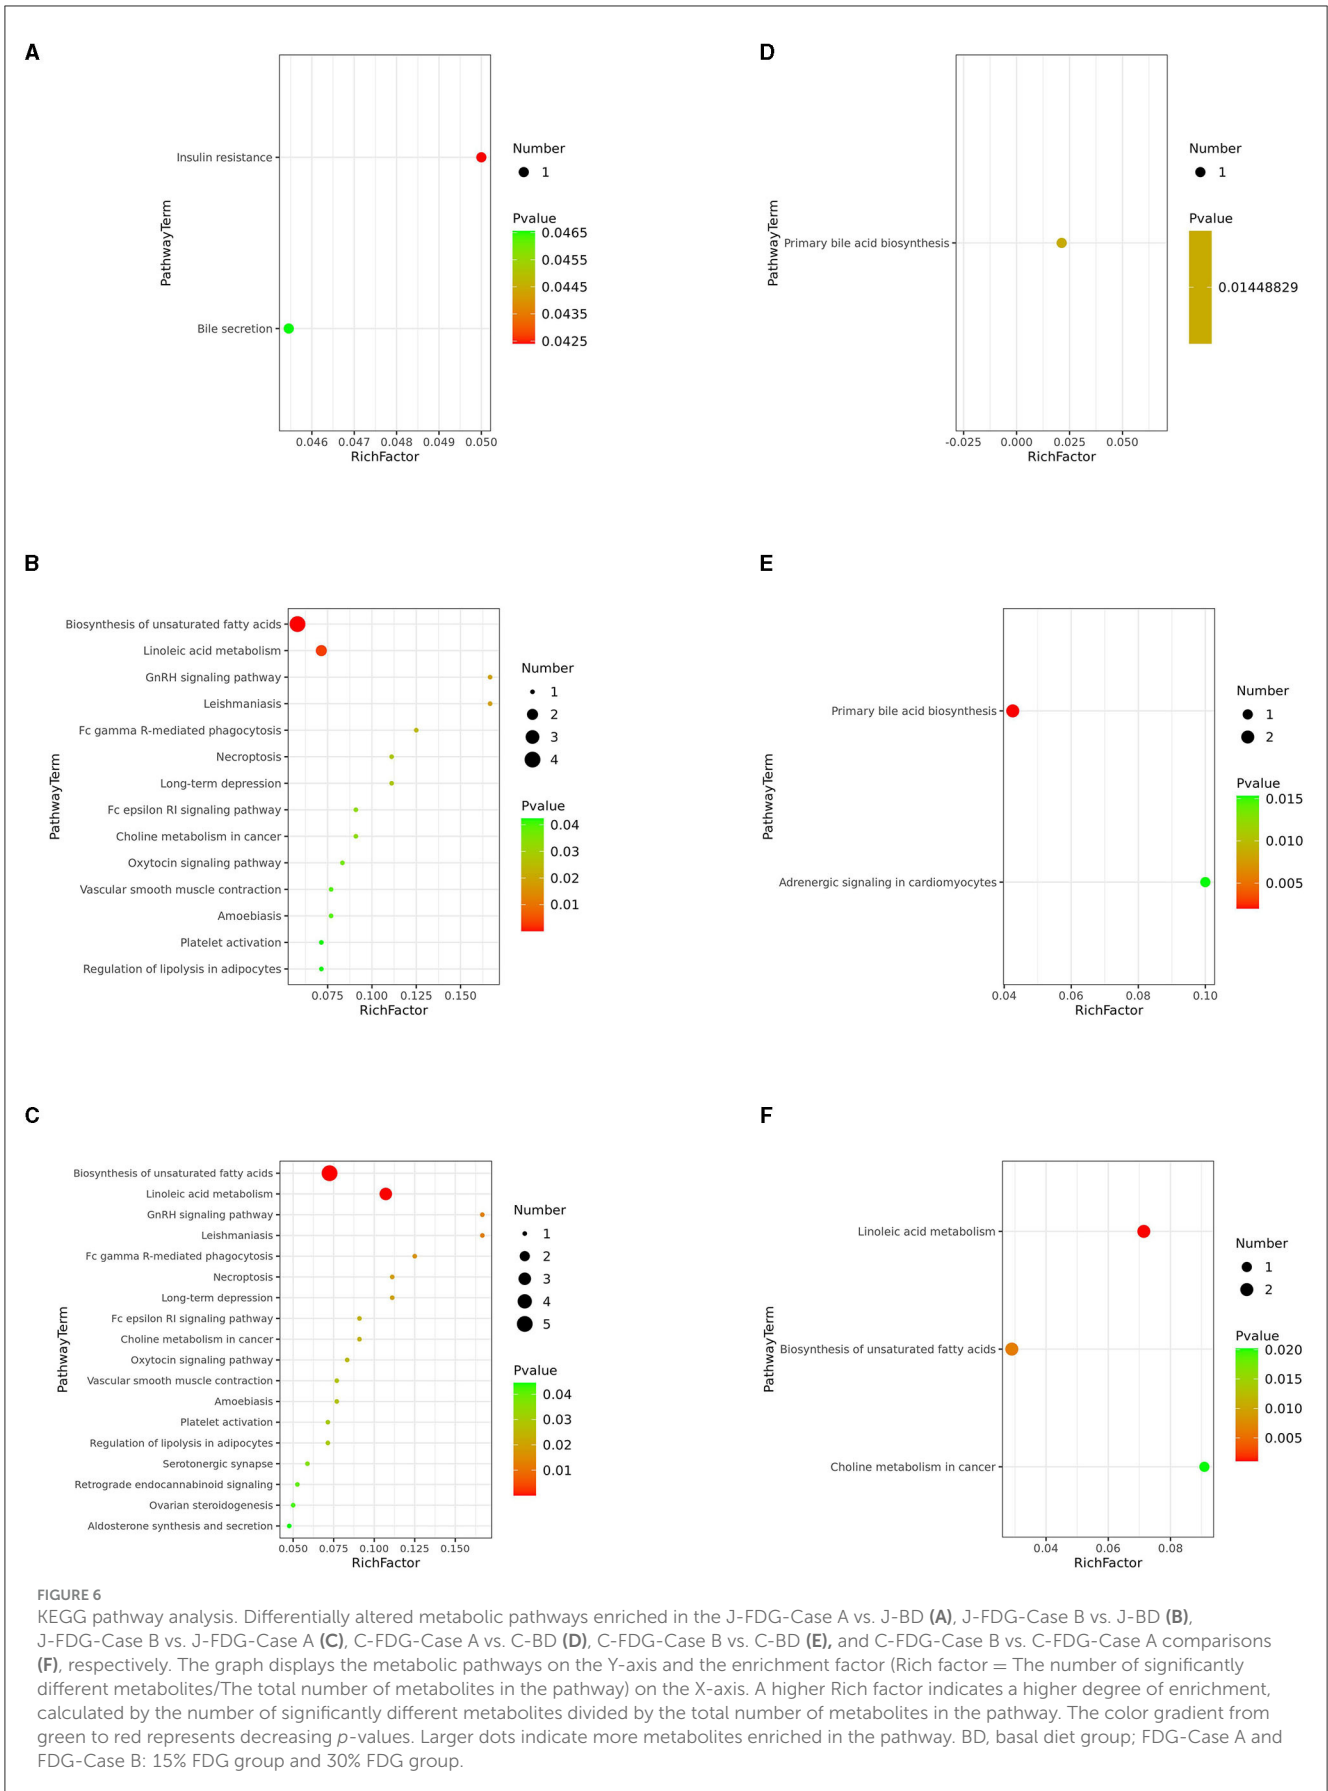 A
PathwayTerm
Insulin resistance
Bile secretion
0.046 0.047 0.048 0.049 0.050
RichFactor
Number
1
Pvalue
0.0465
0.0455
0.0445
0.0435
0.0425
D
PathwayTerm
Primary bile acid biosynthesis
-0.025 0.000 0.025 0.050
RichFactor
Number
1
Pvalue
0.01448829
B
PathwayTerm
Biosynthesis of unsaturated fatty acids
Linoleic acid metabolism
GnRH signaling pathway
Leishmaniasis
Fc gamma R-mediated phagocytosis
Necroptosis
Long-term depression
Fc epsilon RI signaling pathway
Choline metabolism in cancer
Oxytocin signaling pathway
Vascular smooth muscle contraction
Amoebiasis
Platelet activation
Regulation of lipolysis in adipocytes
0.075 0.100 0.125 0.150
RichFactor
Number
1
2
3
4
Pvalue
0.04
0.03
0.02
0.01
E
PathwayTerm
Primary bile acid biosynthesis
Adrenergic signaling in cardiomyocytes
0.04 0.06 0.08 0.10
RichFactor
Number
1
2
Pvalue
0.015
0.010
0.005
C
PathwayTerm
Biosynthesis of unsaturated fatty acids
Linoleic acid metabolism
GnRH signaling pathway
Leishmaniasis
Fc gamma R-mediated phagocytosis
Necroptosis
Long-term depression
Fc epsilon RI signaling pathway
Choline metabolism in cancer
Oxytocin signaling pathway
Vascular smooth muscle contraction
Amoebiasis
Platelet activation
Regulation of lipolysis in adipocytes
Serotonergic synapse
Retrograde endocannabinoid signaling
Ovarian steroidogenesis
Aldosterone synthesis and secretion
0.050 0.075 0.100 0.125 0.150
RichFactor
Number
1
2
3
4
5
Pvalue
0.04
0.03
0.02
0.01
F
PathwayTerm
Linoleic acid metabolism
Biosynthesis of unsaturated fatty acids
Choline metabolism in cancer
0.04 0.06 0.08
RichFactor
Number
1
2
Pvalue
0.020
0.015
0.010
0.005
FIGURE 6
KEGG pathway analysis. Differentially altered metabolic pathways enriched in the J-FDG-Case A vs. J-BD (A), J-FDG-Case B vs. J-BD (B),
J-FDG-Case B vs. J-FDG-Case A (C), C-FDG-Case A vs. C-BD (D), C-FDG-Case B vs. C-BD (E), and C-FDG-Case B vs. C-FDG-Case A comparisons
(F), respectively. The graph displays the metabolic pathways on the Y-axis and the enrichment factor (Rich factor = The number of significantly
different metabolites/The total number of metabolites in the pathway) on the X-axis. A higher Rich factor indicates a higher degree of enrichment,
calculated by the number of significantly different metabolites divided by the total number of metabolites in the pathway. The color gradient from
green to red represents decreasing p-values. Larger dots indicate more metabolites enriched in the pathway. BD, basal diet group; FDG-Case A and
FDG-Case B: 15% FDG group and 30% FDG group.